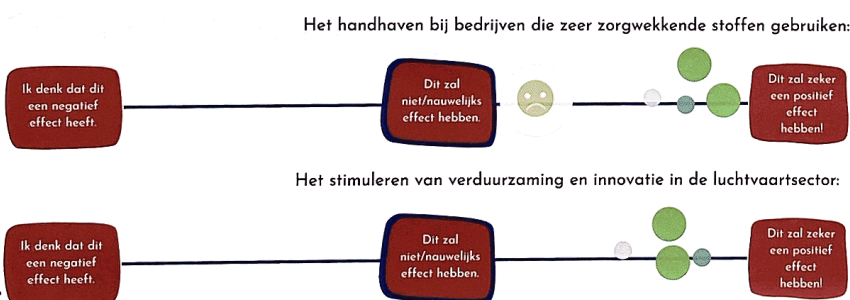 Het handhaven bij bedrijven die zeer zorgwekkende stoffen gebruiken:
Ik denk dat dit
een negatief
effect heeft.
Dit zal
niet/nauwelijks
effect hebben.
Dit zal zeker
een positief
effect
hebben!
Het stimuleren van verduurzaming en innovatie in de luchtvaartsector:
Ik denk dat dit
een negatief
effect heeft.
Dit zal
niet/nauwelijks
effect hebben.
Dit zal zeker
een positief
effect
hebben!